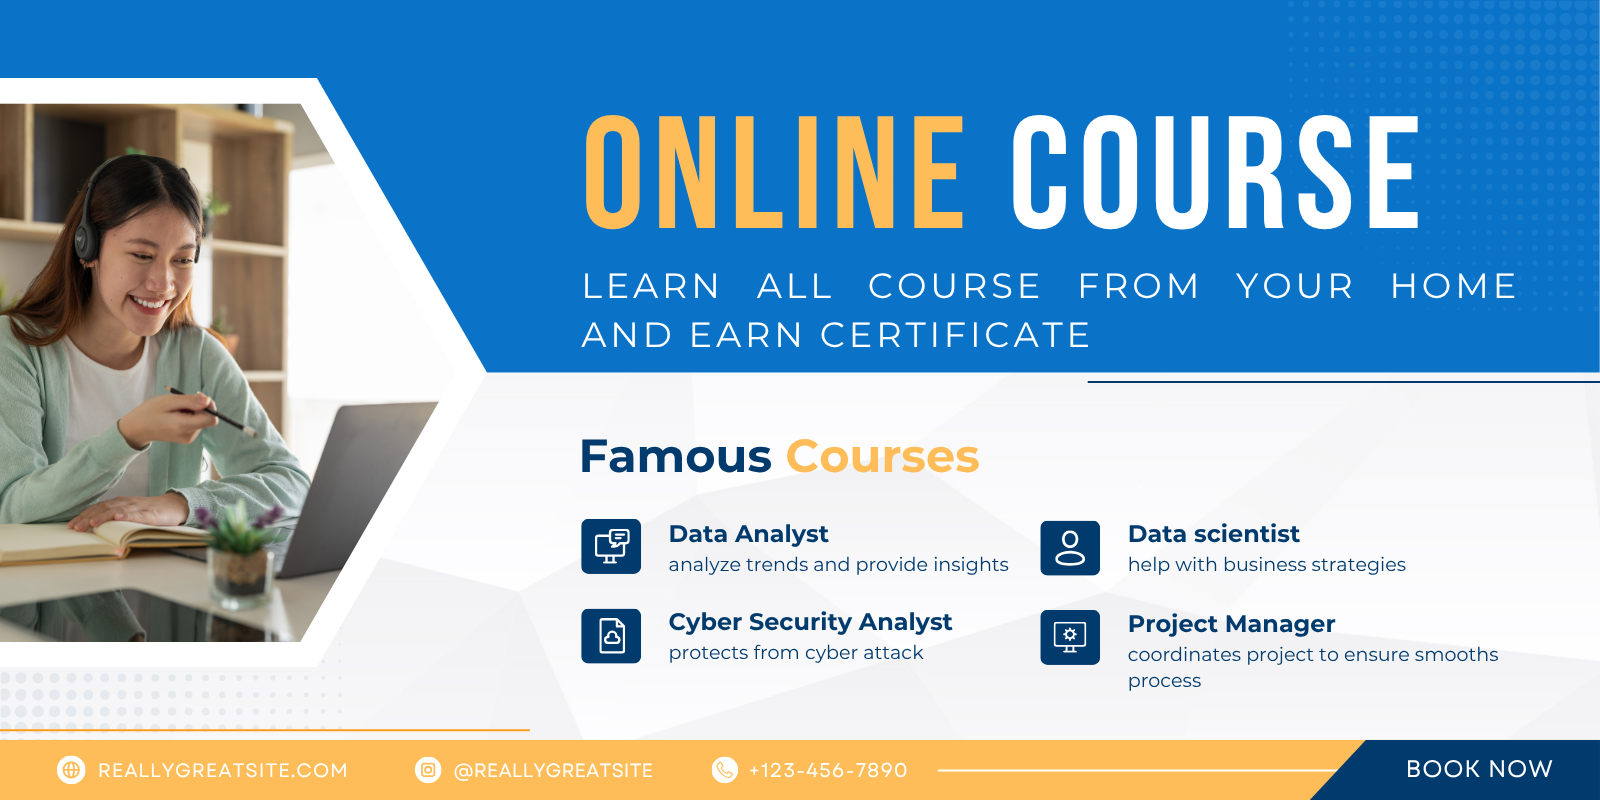 ONLINE COURSE
LEARN ALL COURSE FROM YOUR HOME
AND EARN CERTIFICATE
Famous Courses
Data Analyst
analyze trends and provide insights
Data scientist
help with business strategies
Cyber Security Analyst
protects from cyber attack
Project Manager
coordinates project to ensure smooths
process
REALLYGREATSITE.COM
@REALLYGREATSITE
+123-456-7890
BOOK NOW